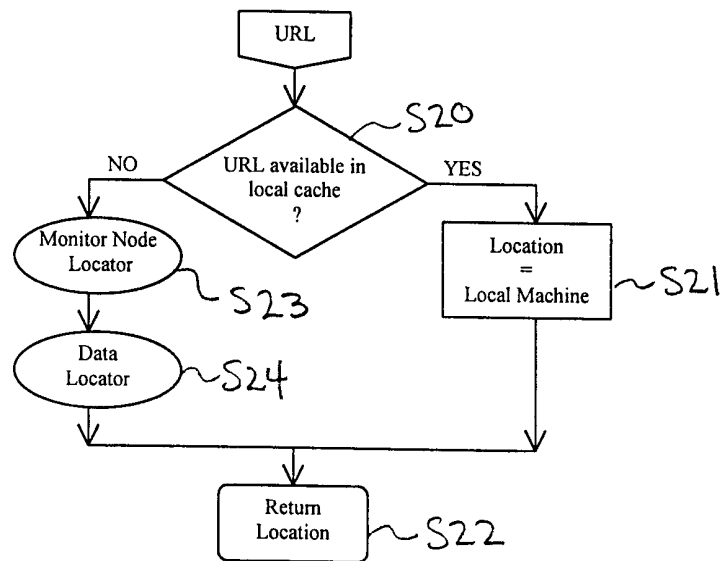 URL
S20
NO
URL available in
YES
local cache
?
Monitor Node
Locator
S23
Location
=
Local Machine
S21
Data
Locator
S24
Return
Location
S22